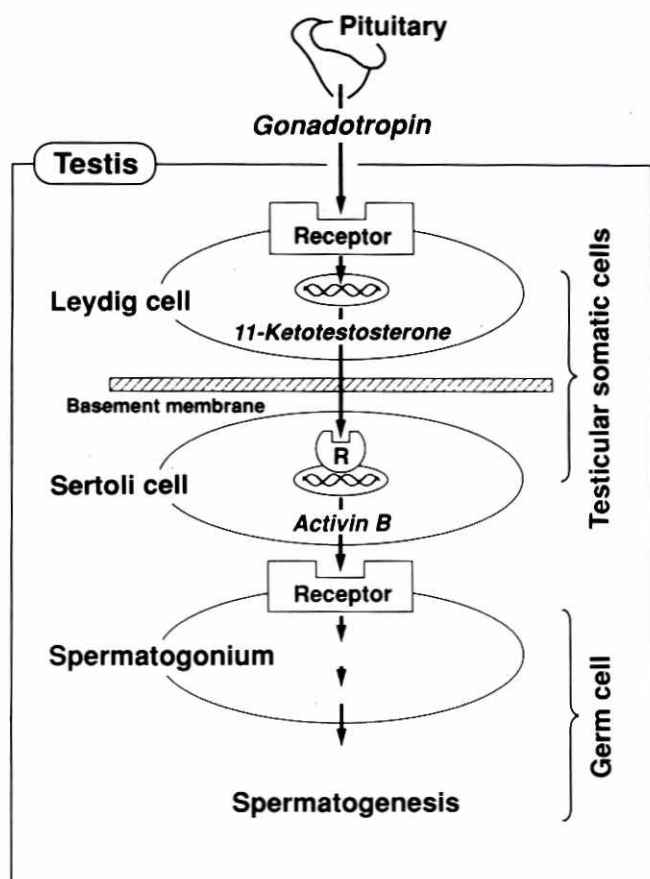 Pituitary
Gonadotropin
Testis
Receptor
Leydig cell
11-Ketotestosterone
Basement membrane
R
Sertoli cell
Activin B
Testicular somatic cells
Receptor
Spermatogonium
Spermatogenesis
Germ cell